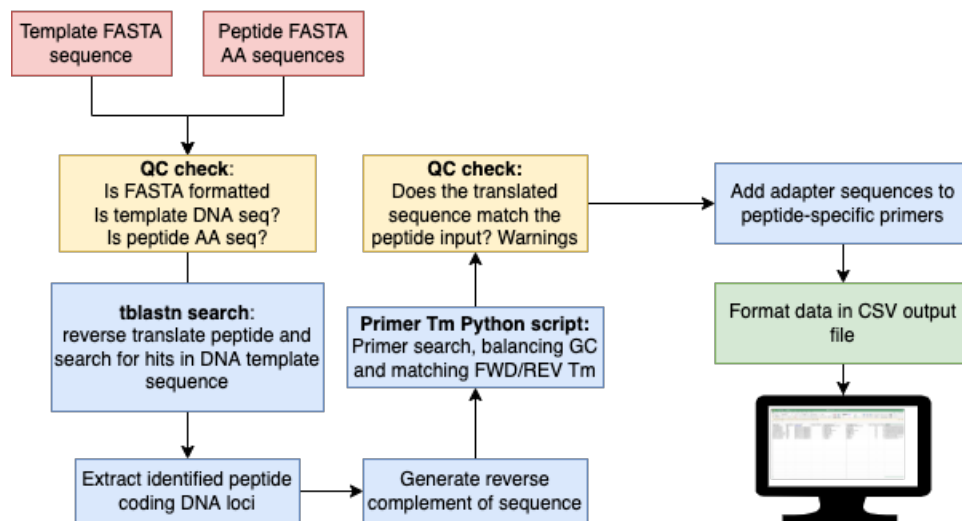 Template FASTA
sequence
Peptide FASTA
AA sequences
QC check:
Is FASTA formatted
Is template DNA seq?
Is peptide AA seq?
tblastn search:
reverse translate peptide and
search for hits in DNA template
sequence
Extract identified peptide
coding DNA loci
Generate reverse
complement of sequence
Primer Tm Python script:
Primer search, balancing GC
and matching FWD/REV Tm
QC check:
Does the translated
sequence match the
peptide input? Warnings
Add adapter sequences to
peptide-specific primers
Format data in CSV output
file